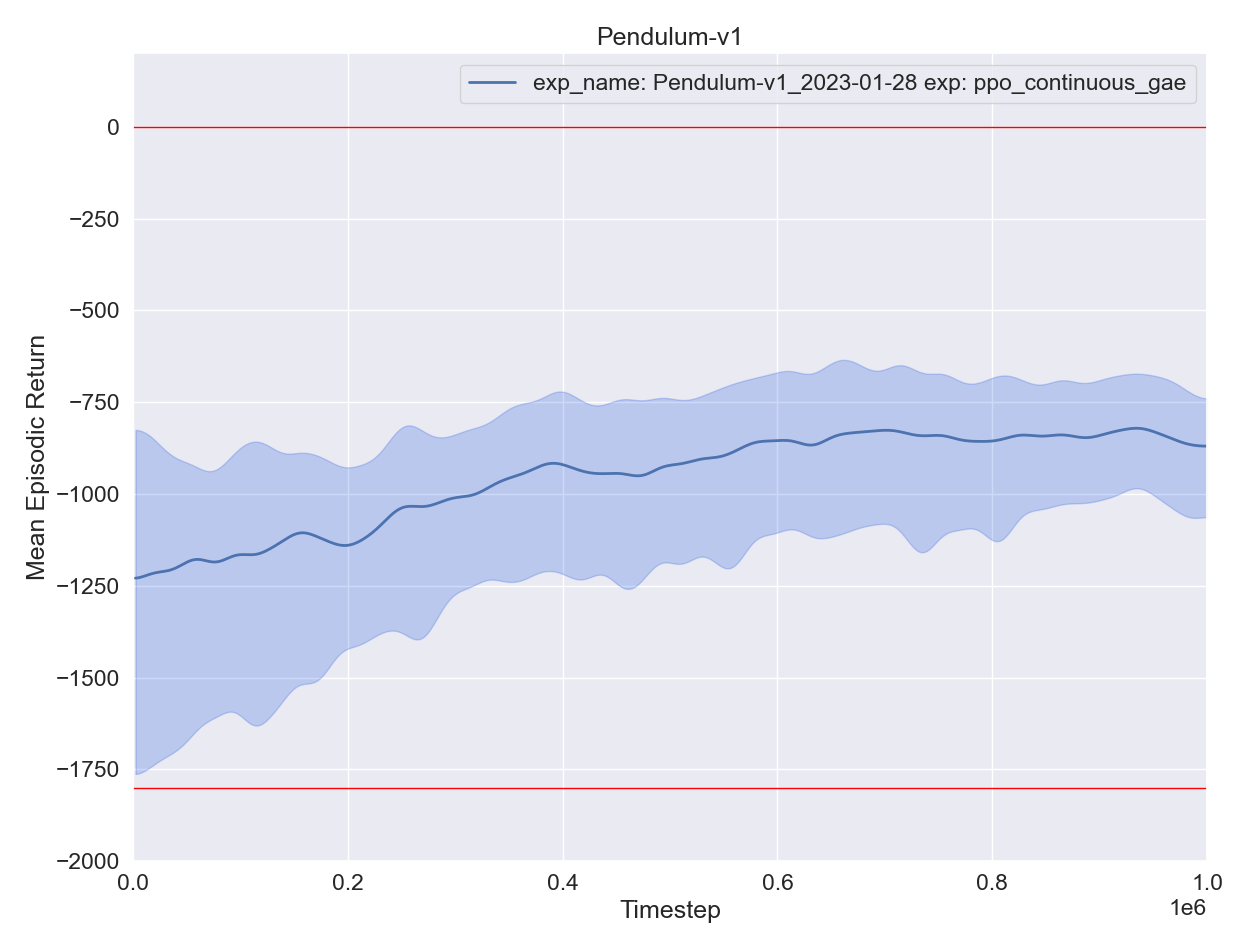 Pendulum-v1
exp_name: Pendulum-v1_2023-01-28 exp: ppo_continuous_gae
Mean Episodic Return
0
−250
−500
−750
−1000
−1250
−1500
−1750
−2000
0.0 0.2 0.4 0.6 0.8 1.0
Timestep
1e6